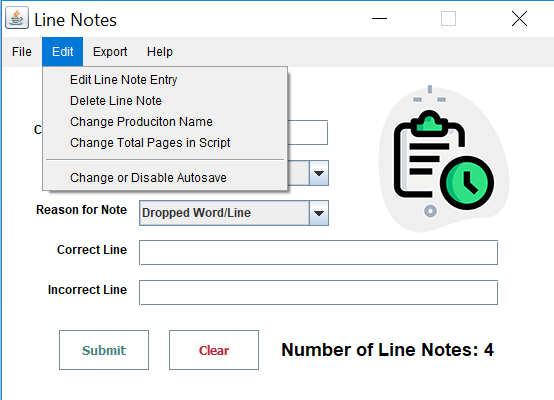 Line Notes
File Edit Export Help
Edit Line Note Entry
Delete Line Note
Change Produciton Name
Change Total Pages in Script
Change or Disable Autosave
Reason for Note Dropped Word/Line
Correct Line
Incorrect Line
Submit Clear Number of Line Notes: 4